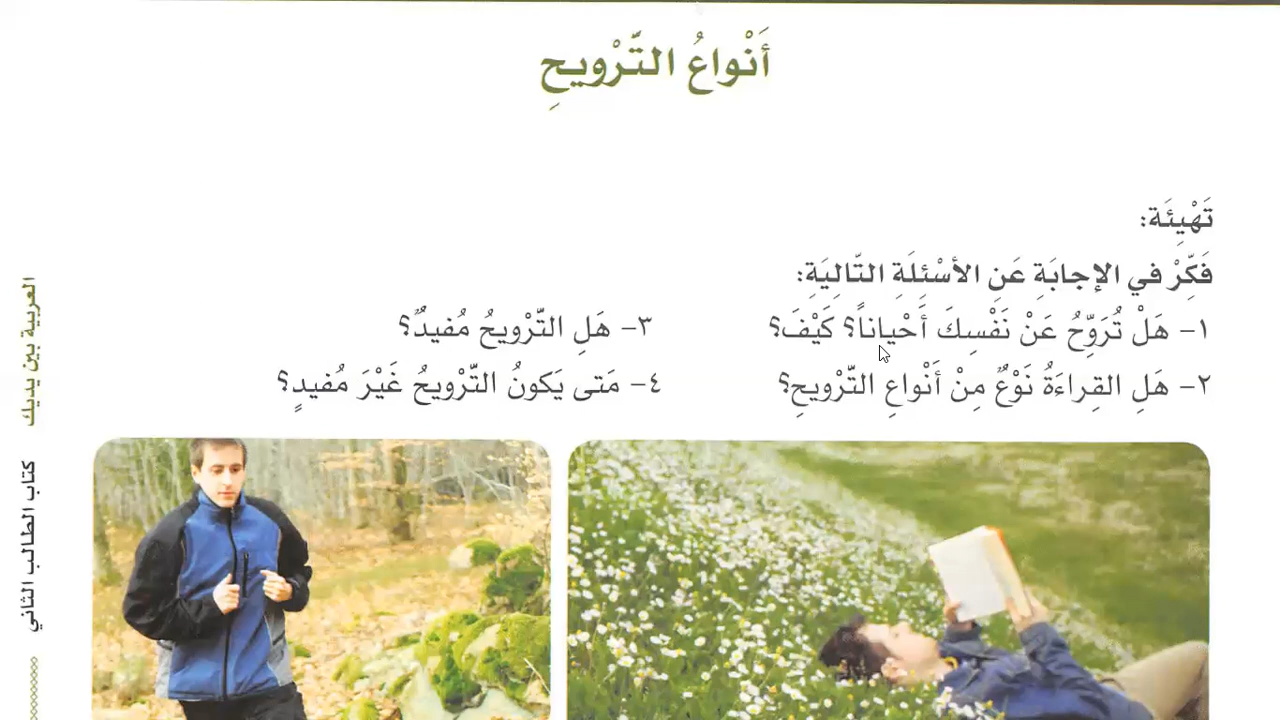 أَنْواعُ التَّرْويحِ
تَهْيِئَة:
فَكِّرْ في الإجابَةِ عَنِ الأسْئِلَةِ التّالِيَةِ:
١- هَلْ تُرَوِّحُ عَنْ نَفْسِكَ أَحْياناً؟ كَيْفَ؟
٢- هَلِ القِراءَةُ نَوْعٌ مِنْ أَنْواعِ التَّرْويحِ؟
٣- هَلِ التَّرْويحُ مُفيدٌ؟
٤- مَتى يَكونُ التَّرْويحُ غَيْرَ مُفيدٍ؟
العربية بين يديك
كتاب الطالب الثاني